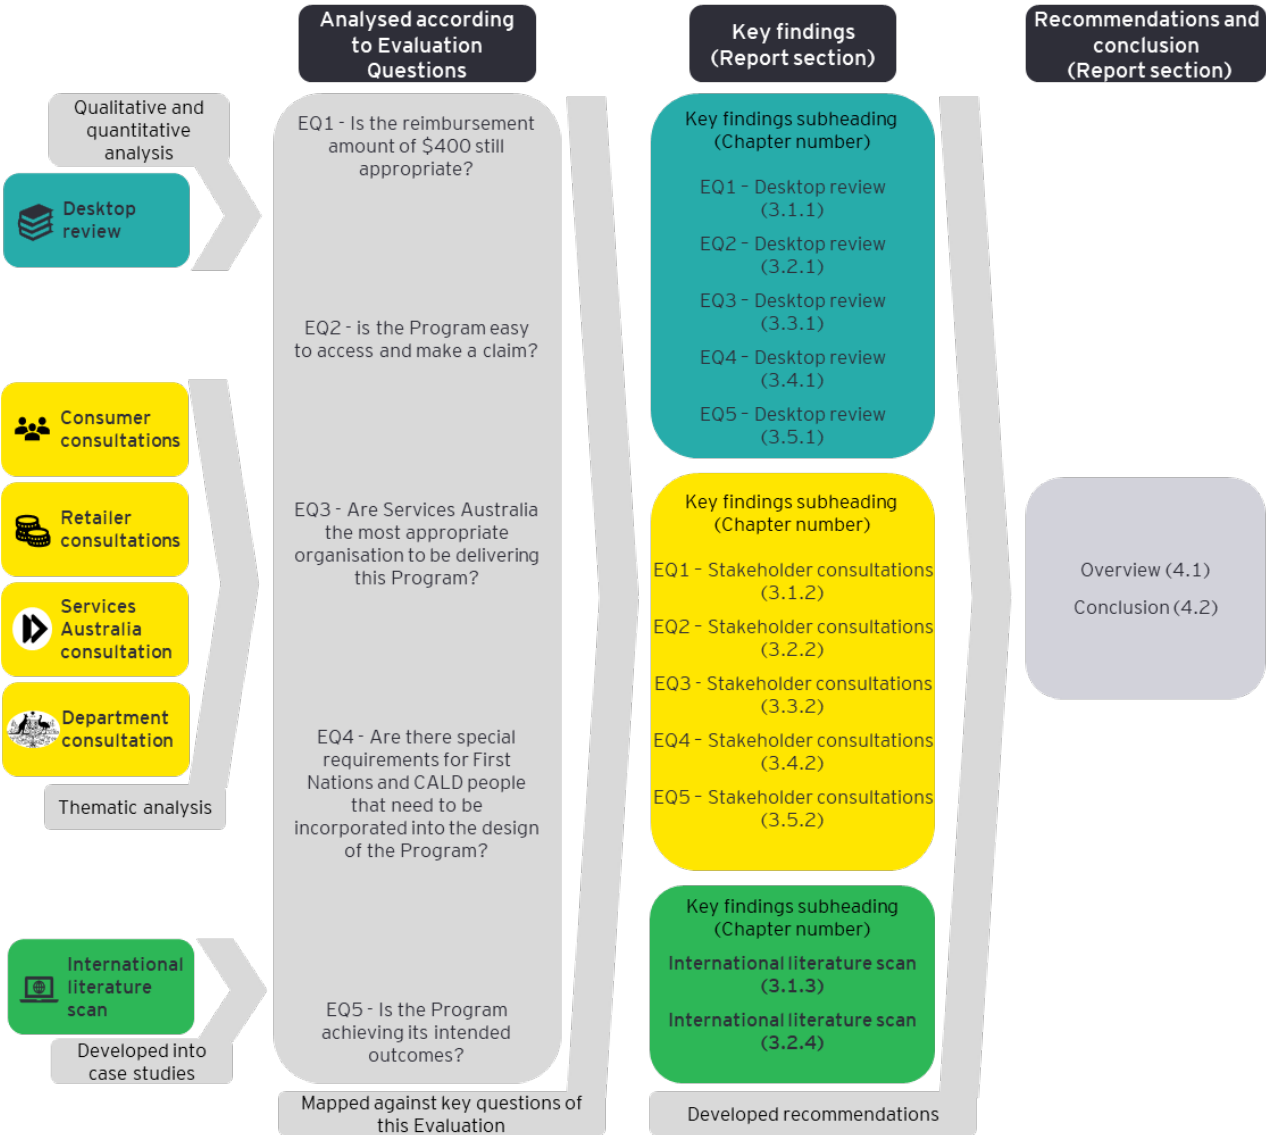 Analysed according
to Evaluation
Questions
Key findings
(Report section)
Recommendations and
conclusion
(Report section)
Qualitative and
quantitative
analysis
Desktop
review
Consumer
consultations
Retailer
consultations
Services
Australia
consultation
Department
consultation
Thematic analysis
International
literature
scan
Developed into
case studies
EQ1 - Is the reimbursement
amount of $400 still
appropriate?
EQ2 - is the Program easy
to access and make a claim?
EQ3 - Are Services Australia
the most appropriate
organisation to be delivering
this Program?
EQ4 - Are there special
requirements for First
Nations and CALD people
that need to be
incorporated into the design
of the Program?
EQ5 - Is the Program
achieving its intended
outcomes?
Mapped against key questions of
this Evaluation
Key findings subheading
(Chapter number)
EQ1 – Desktop review
(3.1.1)
EQ2 – Desktop review
(3.2.1)
EQ3 – Desktop review
(3.3.1)
EQ4 – Desktop review
(3.4.1)
EQ5 – Desktop review
(3.5.1)
Key findings subheading
(Chapter number)
EQ1 – Stakeholder consultations
(3.1.2)
EQ2 – Stakeholder consultations
(3.2.2)
EQ3 - Stakeholder consultations
(3.3.2)
EQ4 – Stakeholder consultations
(3.4.2)
EQ5 – Stakeholder consultations
(3.5.2)
Key findings subheading
(Chapter number)
International literature scan
(3.1.3)
International literature scan
(3.2.4)
Developed recommendations
Overview (4.1)
Conclusion (4.2)